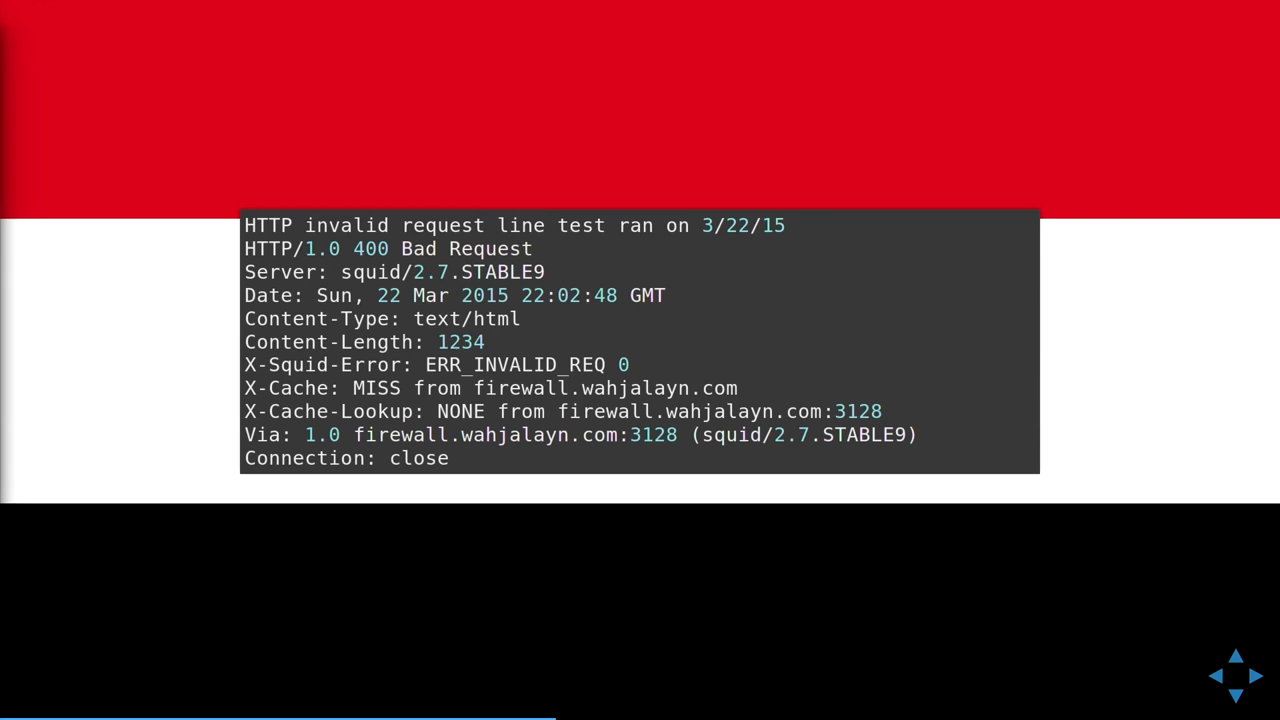 HTTP invalid request line test ran on 3/22/15
HTTP/1.0 400 Bad Request
Server: squid/2.7.STABLE9
Date: Sun, 22 Mar 2015 22:02:48 GMT
Content-Type: text/html
Content-Length: 1234
X-Squid-Error: ERR_INVALID_REQ 0
X-Cache: MISS from firewall.wahjalayn.com
X-Cache-Lookup: NONE from firewall.wahjalayn.com:3128
Via: 1.0 firewall.wahjalayn.com:3128 (squid/2.7.STABLE9)
Connection: close